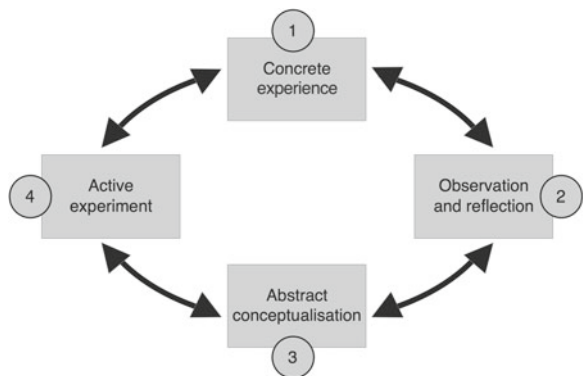 1
Concrete
experience
4
Active
experiment
Observation
and reflection
2
Abstract
conceptualisation
3